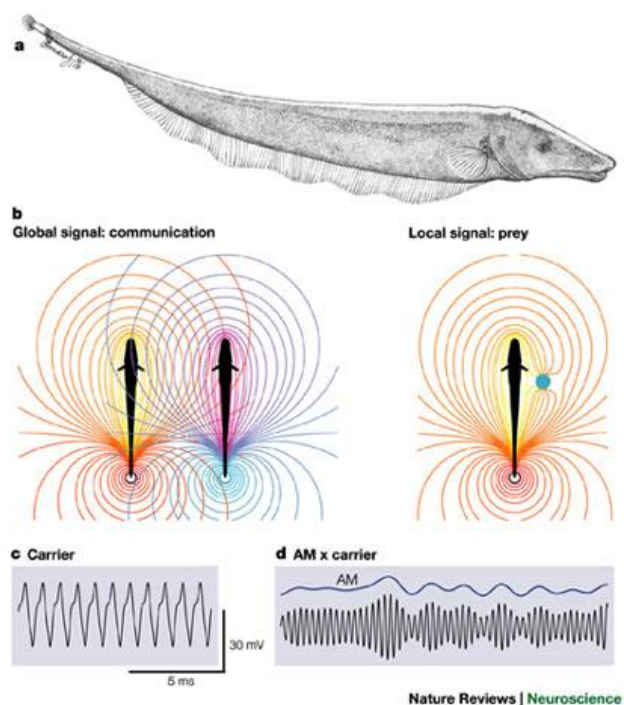 a
b
Global signal: communication
Local signal: prey
c Carrier
d AM x carrier
AM
30 mV
5 ms
Nature Reviews | Neuroscience